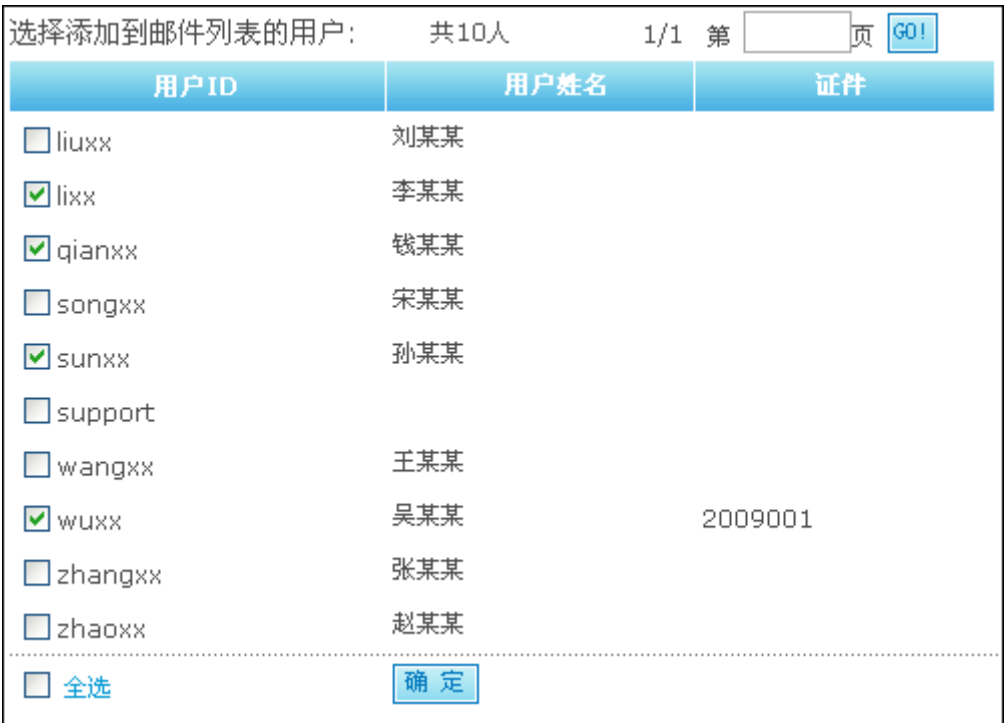 选择添加到邮件列表的用户: 共10人 1/1 第 页 GO!
用户ID 用户姓名 证件
liuxx 刘某某
lixx 李某某
qianxx 钱某某
songxx 宋某某
sunxx 孙某某
support
wangxx 王某某
wuxx 吴某某 2009001
zhangxx 张某某
zhaoxx 赵某某
全选 确 定